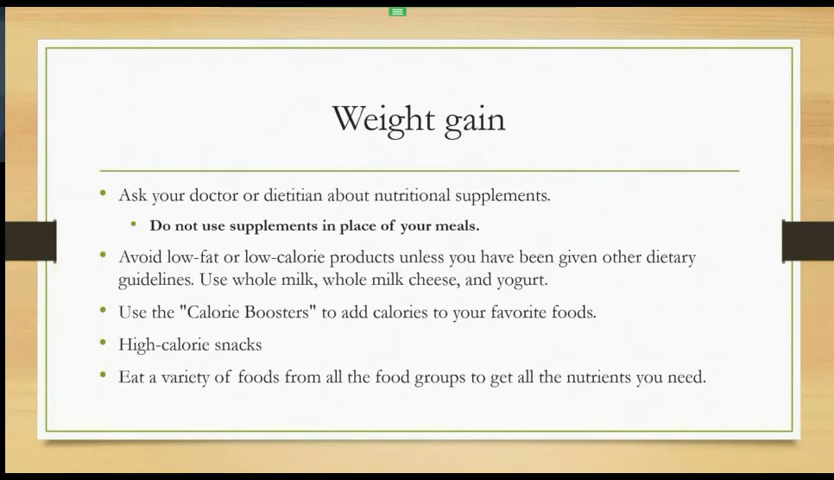 Weight gain
Ask your doctor or dietitian about nutritional supplements.
Do not use supplements in place of your meals.
Avoid low-fat or low-calorie products unless you have been given other dietary
guidelines. Use whole milk, whole milk cheese, and yogurt.
Use the "Calorie Boosters" to add calories to your favorite foods.
High-calorie snacks
Eat a variety of foods from all the food groups to get all the nutrients you need.